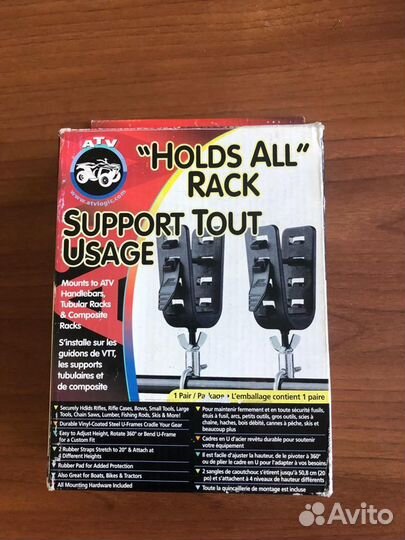 ATV
www.atvlogic.com
"HOLDS ALL"
RACK
SUPPORT TOUT
USAGE
Mounts to ATV
Handlebars,
Tubular Racks
& Composite
Racks
S'installe sur les
guidons de VTT,
les supports
tubulaires et
de composite
1 Pair / Package • L'emballage contient 1 paire
Securely Holds Rifles, Rifle Cases, Bows, Small Tools, Large
Tools, Chain Saws, Lumber, Fishing Rods, Skis & More!
Durable Vinyl-Coated Steel U-Frames Cradle Your Gear
Easy to Adjust Height, Rotate 360° or Bend U-Frame
for a Custom Fit
2 Rubber Straps Stretch to 20" & Attach at
4 Different Heights
Rubber Pad for Added Protection
Also Great for Boats, Bikes & Tractors
All Mounting Hardware Included
Pour maintenir fermement et en toute sécurité fusils,
étuis à fusil, arcs, petits outils, gros outils, scies à
chaîne, haches, bois débité, cannes à pêche, skis et
beaucoup plus
Cadres en U d'acier revêtu durable pour soutenir
votre équipement
Il est facile d'ajuster la hauteur, de le pivoter à 360°
ou de plier le cadre en U pour l'adapter à vos besoins
2 sangles de caoutchouc s'étirent jusqu'à 50,8 cm (20
po) et s'attachent à 4 niveaux de hauteur différents
Toute la quincaillerie de montage est incluse
Avito